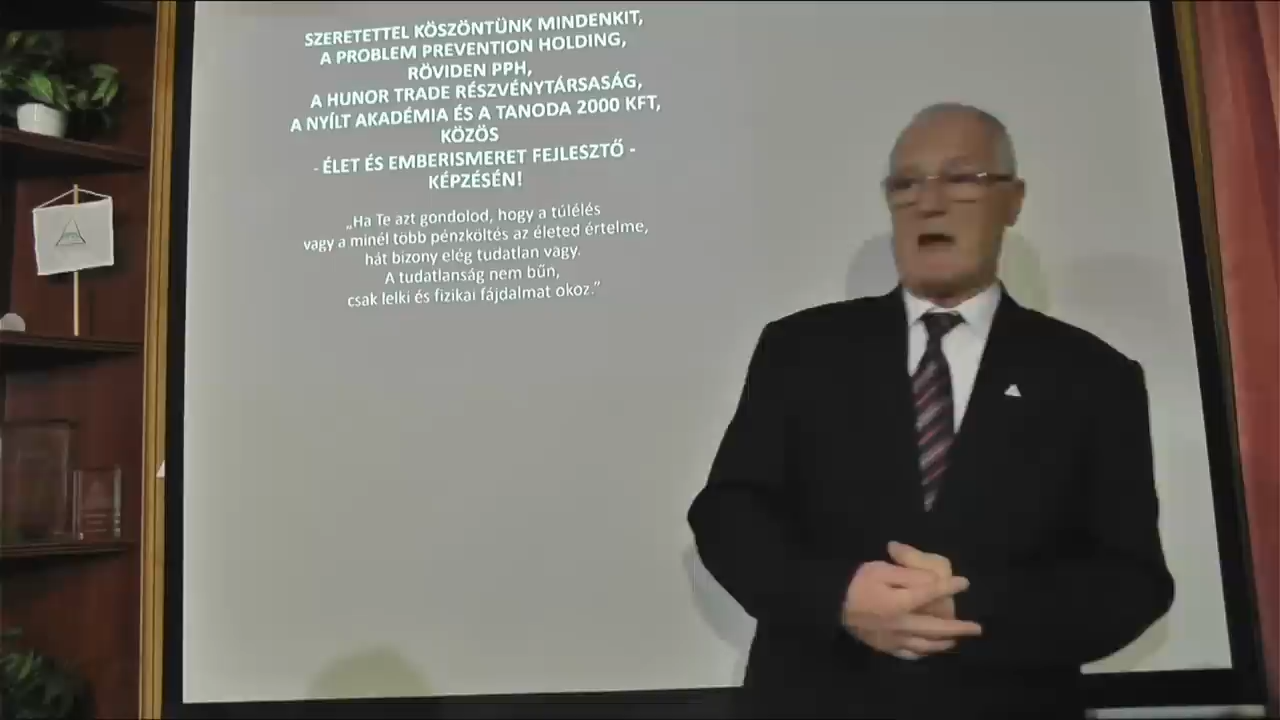 SZERETETTEL KÖSZÖNTÜNK MINDENKIT,
A PROBLEM PREVENTION HOLDING,
RÖVIDEN PPH,
A HUNOR TRADE RÉSZVÉNYTÁRSASÁG,
A NYÍLT AKADÉMIA ÉS A TANODA 2000 KFT,
KÖZÖS
- ÉLET ÉS EMBERISMERET FEJLESZTŐ -
KÉPZÉSÉN!
„Ha Te azt gondolod, hogy a túlélés
vagy a minél több pénzköltés az életed értelme,
hát bizony elég tudatlan vagy.
A tudatlanság nem bűn,
csak lelki és fizikai fájdalmat okoz.”